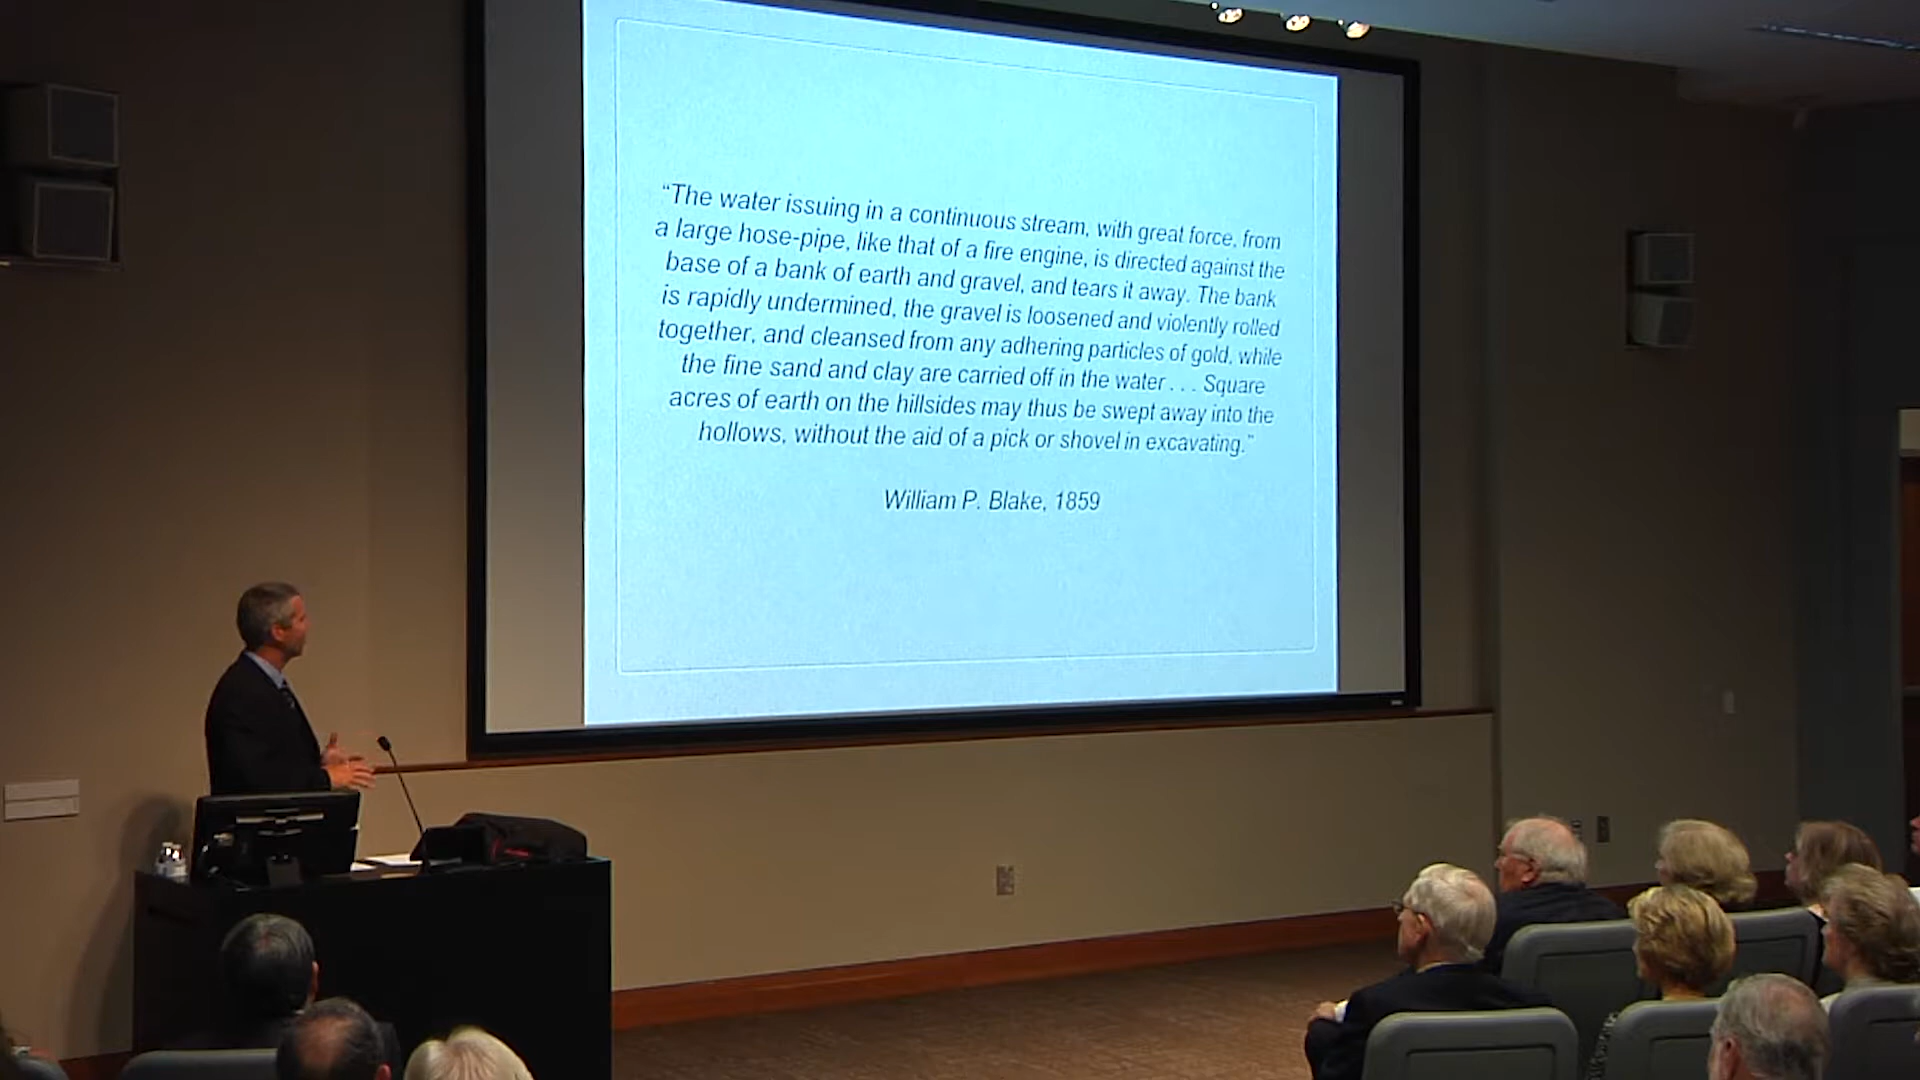 “The water issuing in a continuous stream, with great force, from
a large hose-pipe, like that of a fire engine, is directed against the
base of a bank of earth and gravel, and tears it away. The bank
is rapidly undermined, the gravel is loosened and violently rolled
together, and cleansed from any adhering particles of gold, while
the fine sand and clay are carried off in the water . . . Square
acres of earth on the hillsides may thus be swept away into the
hollows, without the aid of a pick or shovel in excavating.”
William P. Blake, 1859